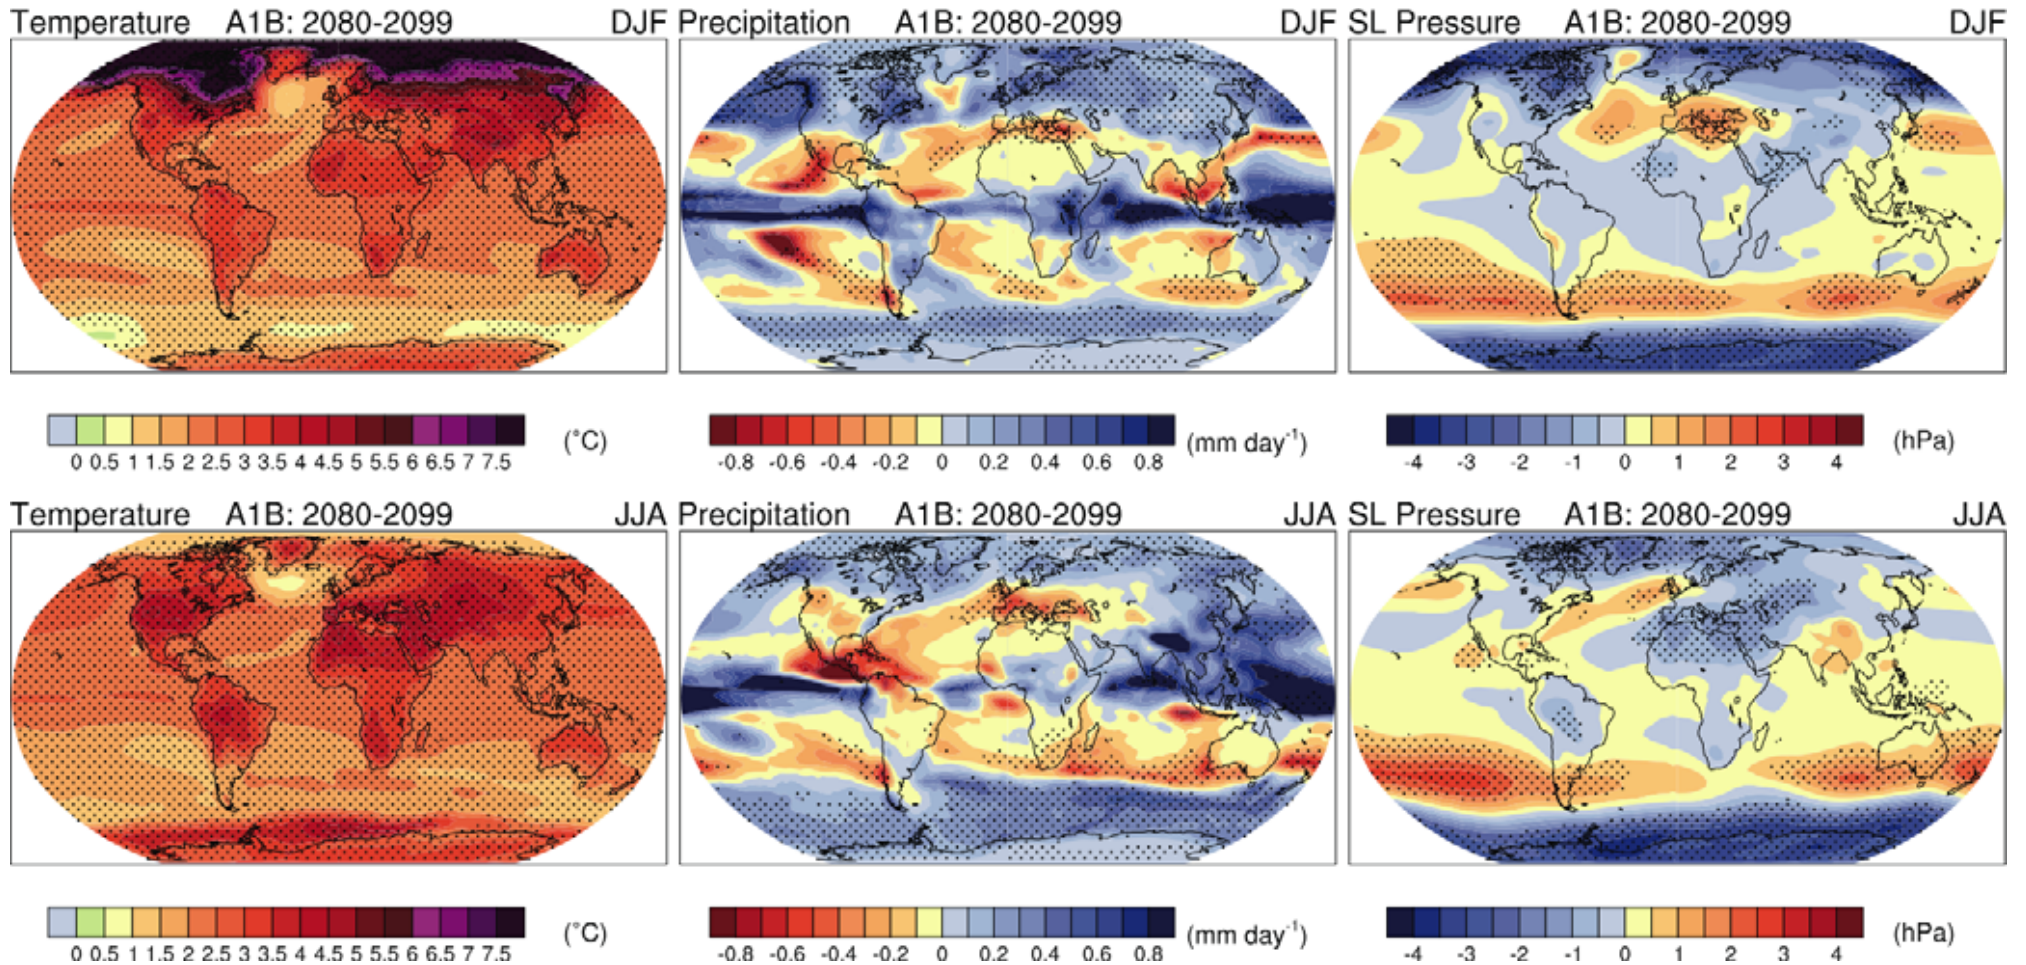 Temperature A1B: 2080-2099 DJF
Precipitation A1B: 2080-2099 DJF
SL Pressure A1B: 2080-2099 DJF
0 0.5 1 1.5 2 2.5 3 3.5 4 4.5 5 5.5 6 6.5 7 7.5 (°C)
-0.8 -0.6 -0.4 -0.2 0 0.2 0.4 0.6 0.8 (mm day-1)
-4 -3 -2 -1 0 1 2 3 4 (hPa)
Temperature A1B: 2080-2099 JJA
Precipitation A1B: 2080-2099 JJA
SL Pressure A1B: 2080-2099 JJA
0 0.5 1 1.5 2 2.5 3 3.5 4 4.5 5 5.5 6 6.5 7 7.5 (°C)
-0.8 -0.6 -0.4 -0.2 0 0.2 0.4 0.6 0.8 (mm day-1)
-4 -3 -2 -1 0 1 2 3 4 (hPa)